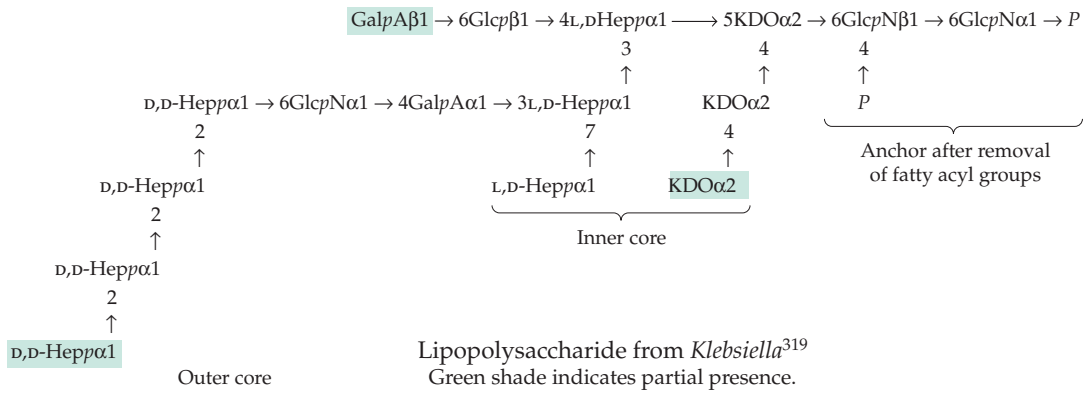 GalpAβ1 → 6Glcpβ1 → 4L,DHeppα1 ⟶ 5KDOα2 → 6GlcpNβ1 → 6GlcpNα1 → P
3 4 4
↑ ↑ ↑
D,D-Heppα1 → 6GlcpNα1 → 4GalpAα1 → 3L,D-Heppα1 KDOα2 P
2 7 4
↑ ↑ ↑
Anchor after removal
of fatty acyl groups
D,D-Heppα1 L,D-Heppα1 KDOα2
2
↑
Inner core
D,D-Heppα1
2
↑
D,D-Heppα1
Outer core
Lipopolysaccharide from Klebsiella³¹⁹
Green shade indicates partial presence.